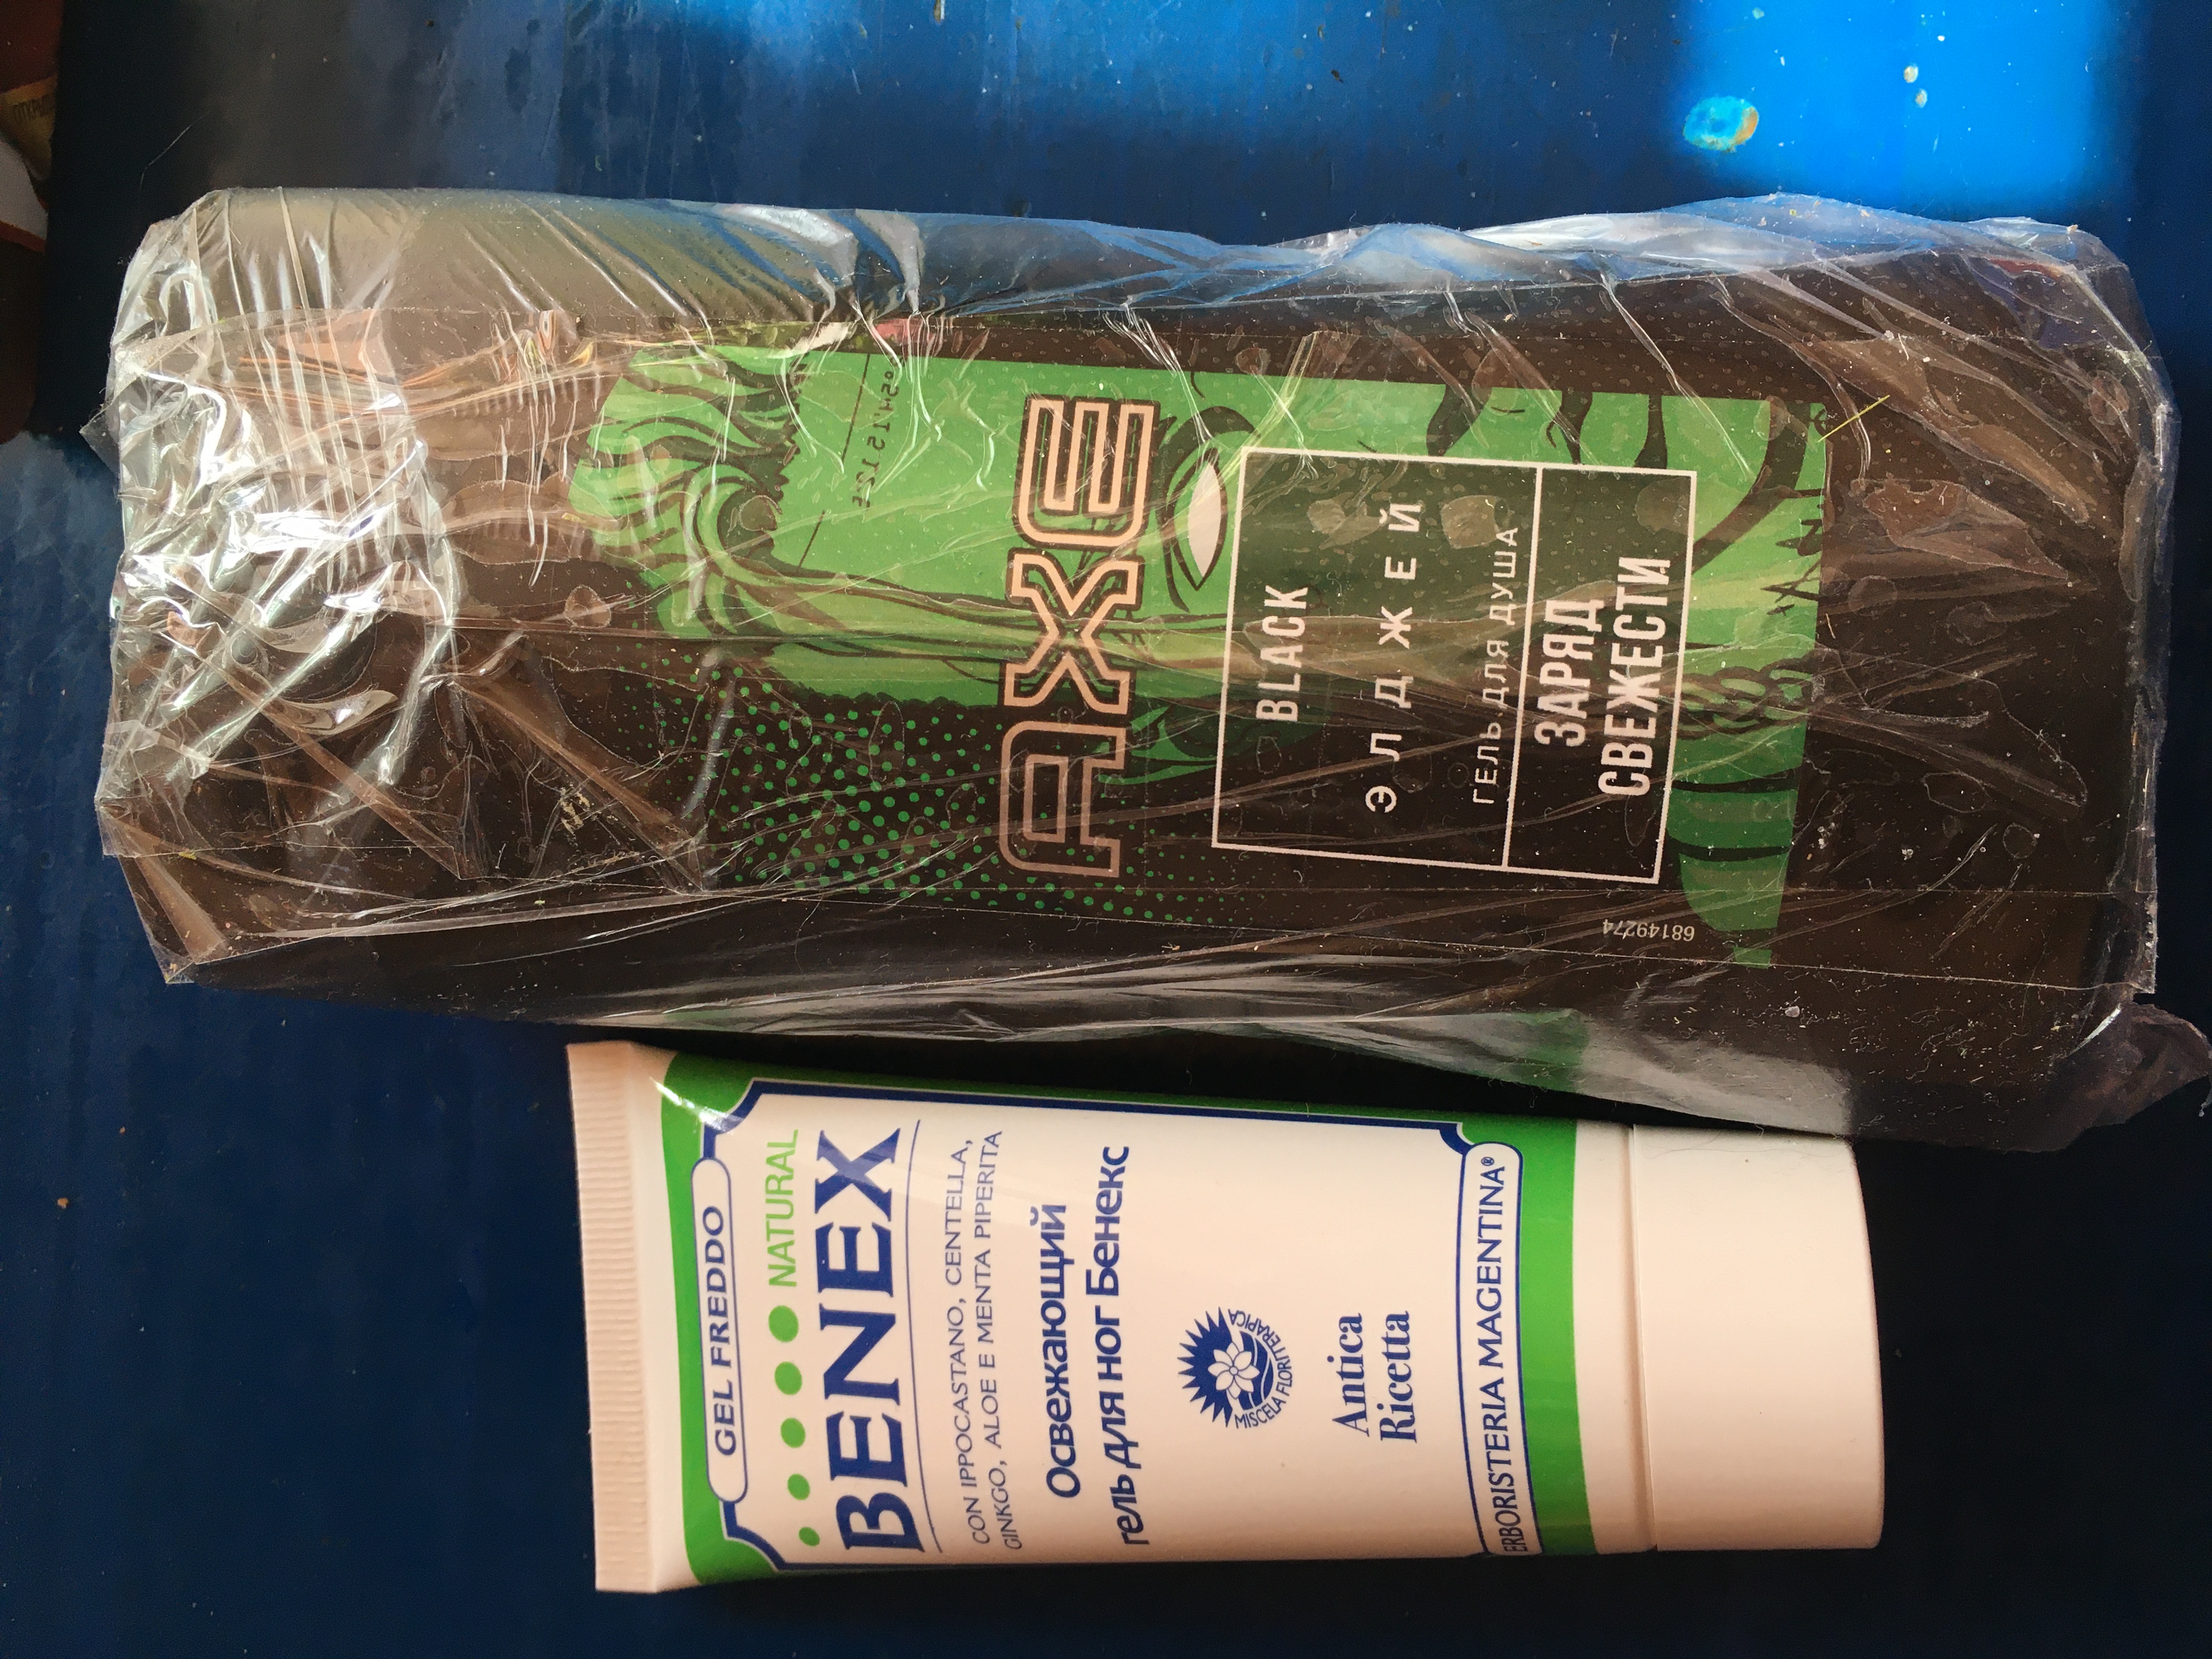 AXE
BLACK
ЭЛДЖЕЙ
ГЕЛЬ ДЛЯ ДУША
ЗАРЯД
СВЕЖЕСТИ
68149274
GEL FREDDO
NATURAL
BENEX
CON IPPOCASTANO, CENTELLA,
GINKGO, ALOE E MENTA PIPERITA
Освежающий
гель для ног Бенекс
MISCELA FLORITERAPICA
Antica
Ricetta
ERBORISTERIA MAGENTINA®